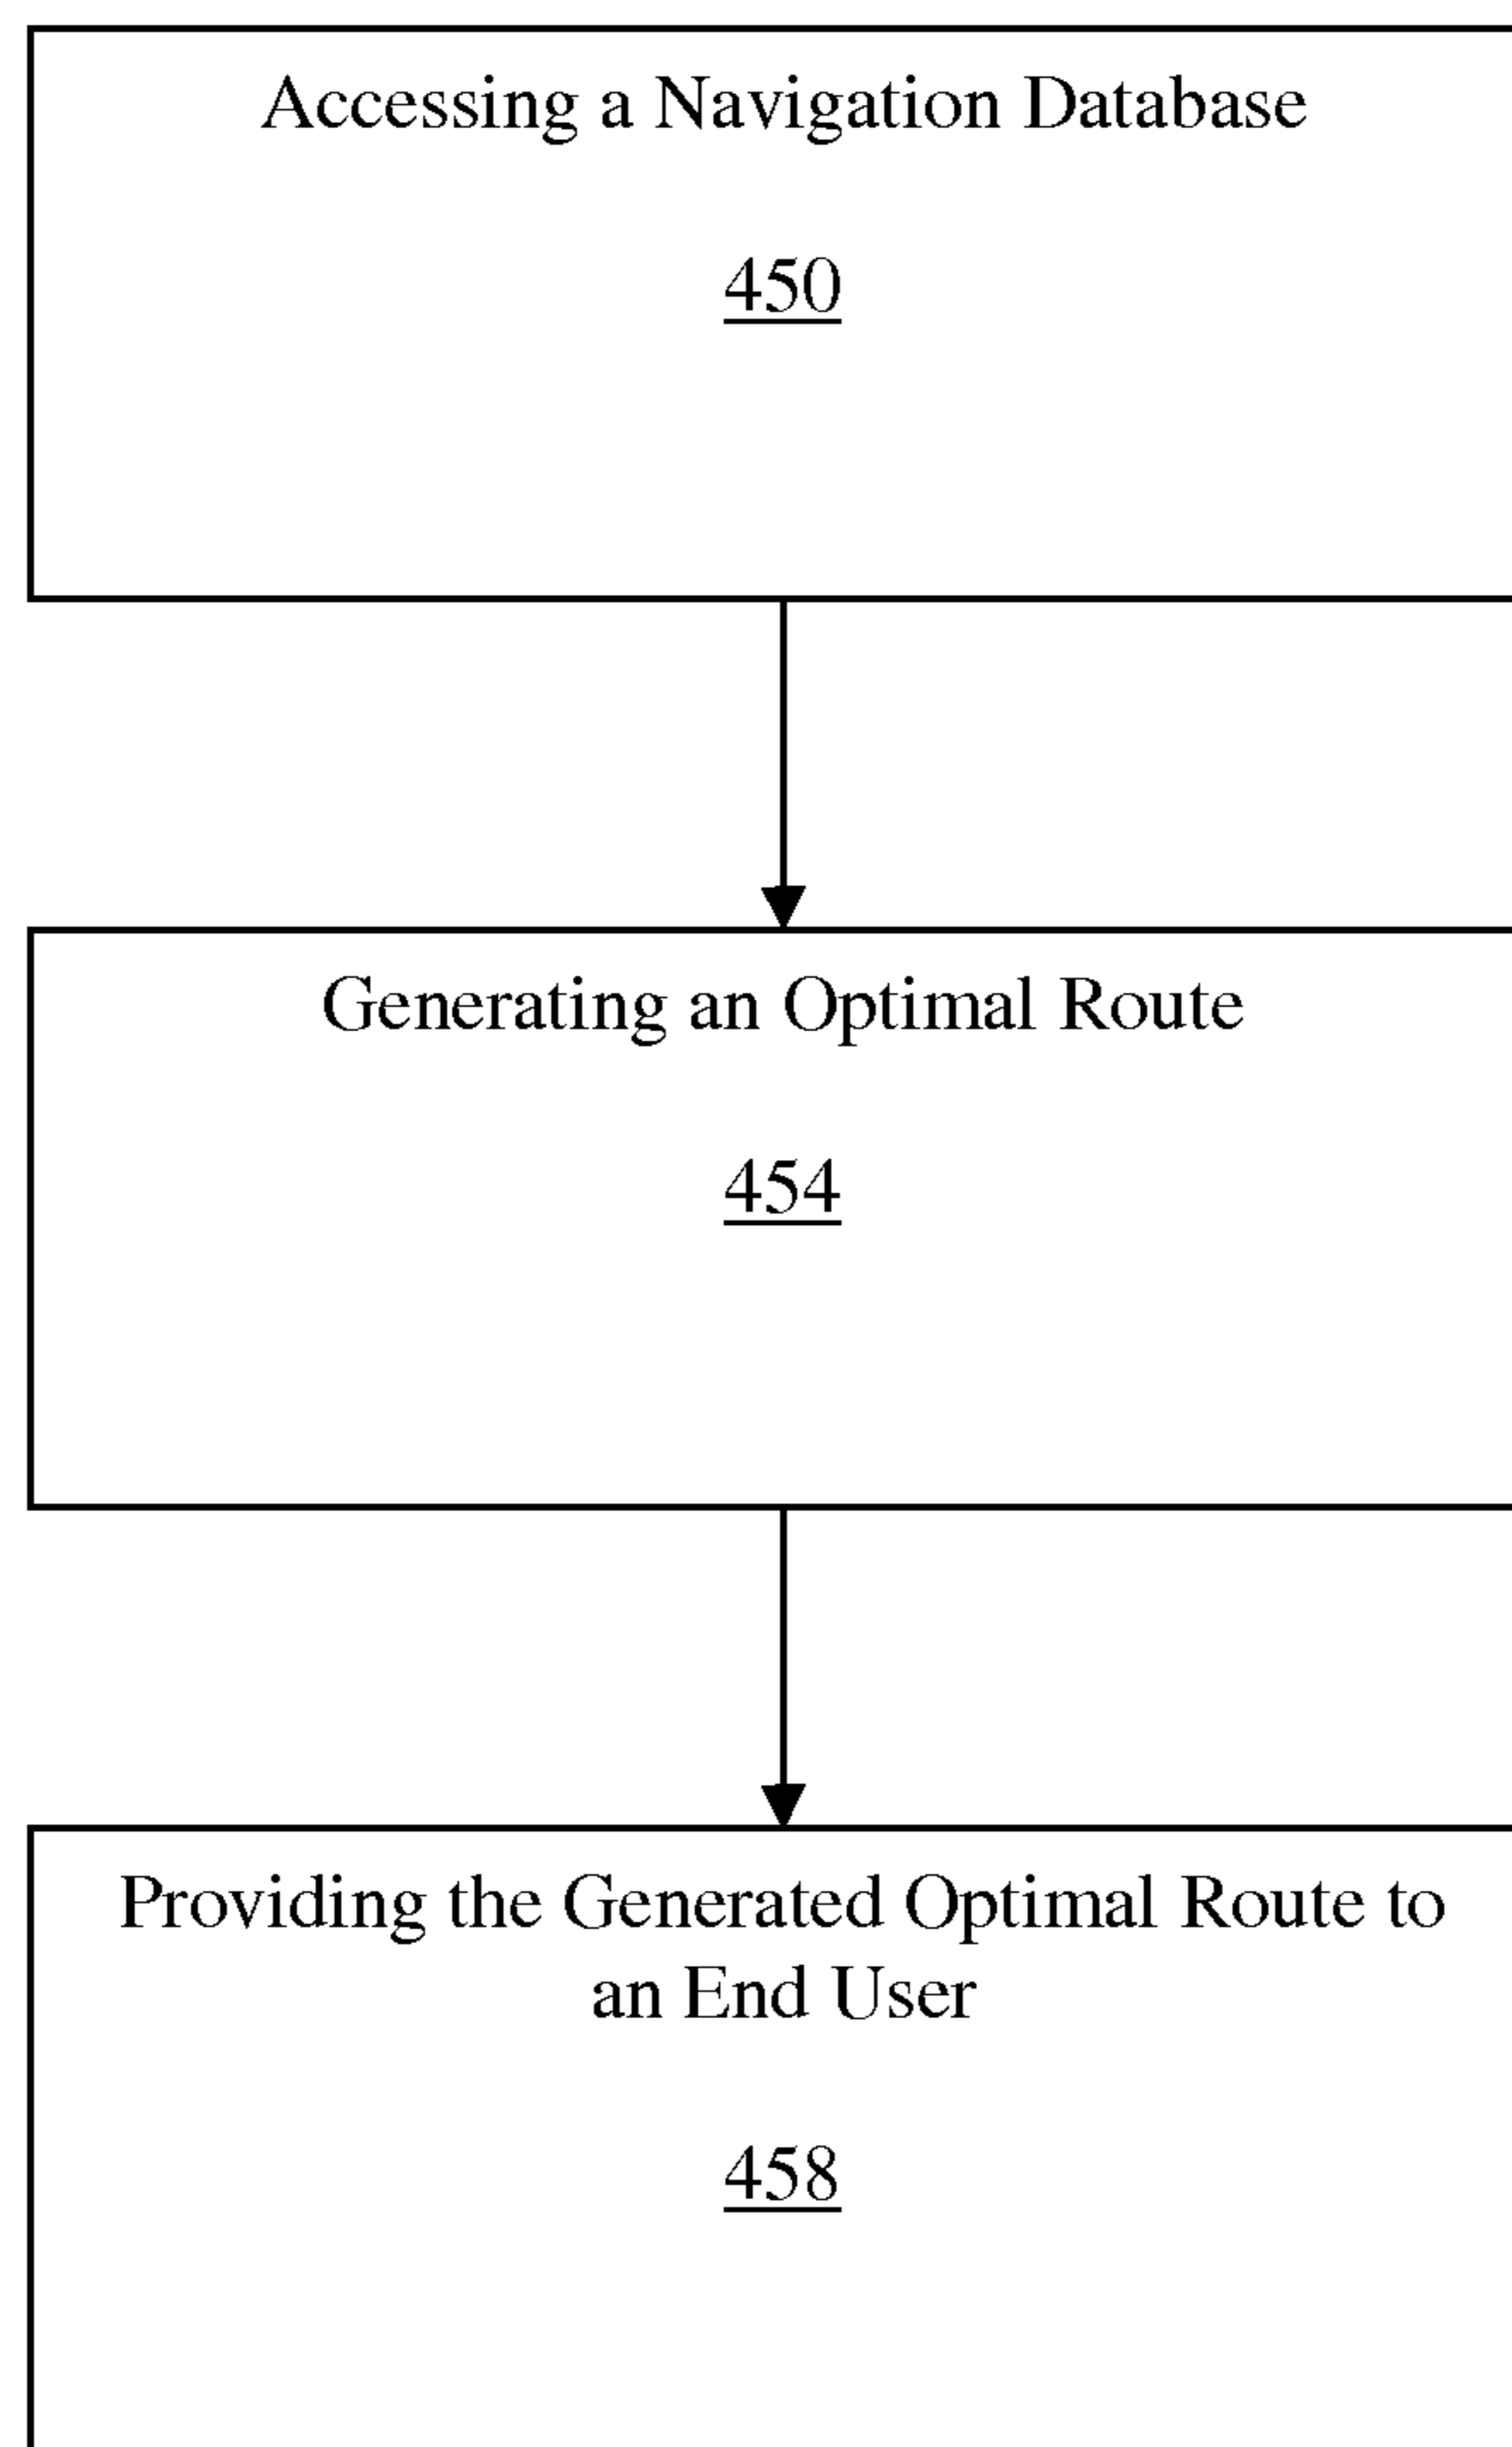 Accessing a Navigation Database
450
Generating an Optimal Route
454
Providing the Generated Optimal Route to
an End User
458